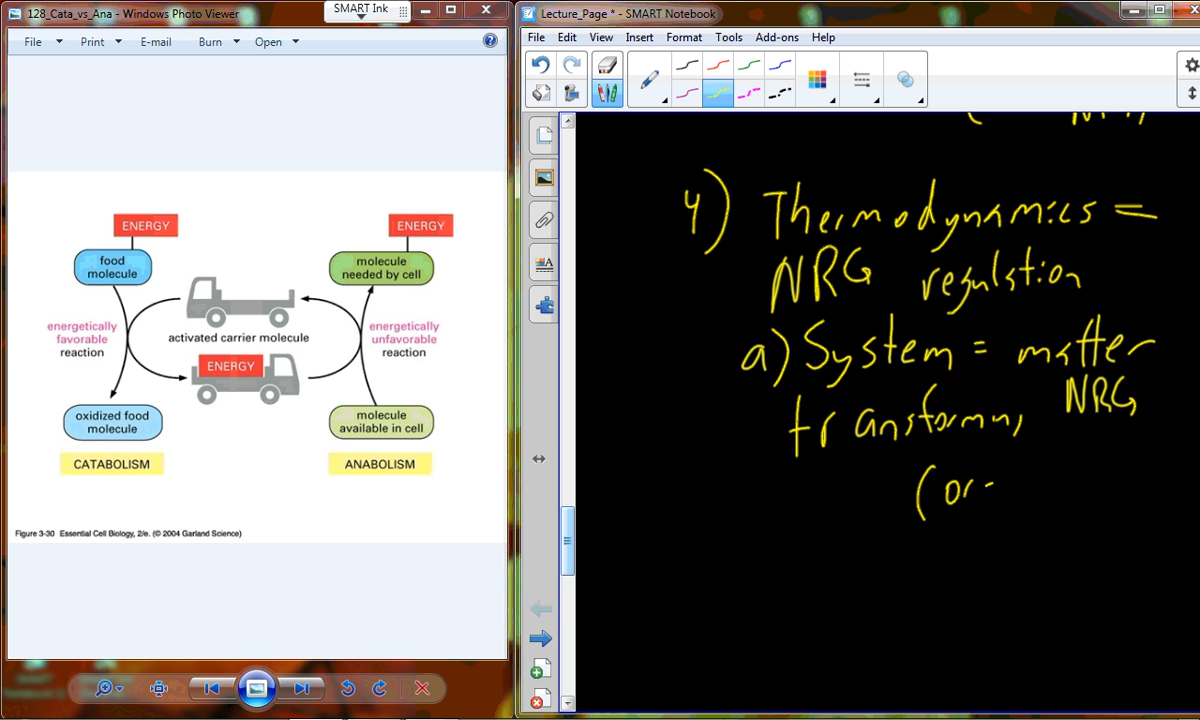 128_Cata_vs_Ana - Windows Photo Viewer
SMART Ink
File Print E-mail Burn Open
ENERGY
ENERGY
food
molecule
molecule
needed by cell
energetically
favorable
reaction
activated carrier molecule
energetically
unfavorable
reaction
ENERGY
oxidized food
molecule
molecule
available in cell
CATABOLISM
ANABOLISM
Figure 3-30 Essential Cell Biology, 2/e. (© 2004 Garland Science)
Lecture_Page * - SMART Notebook
File Edit View Insert Format Tools Add-ons Help
4) Thermodynamics =
NRG regulation
a) System = matter
transforming NRG
(or-